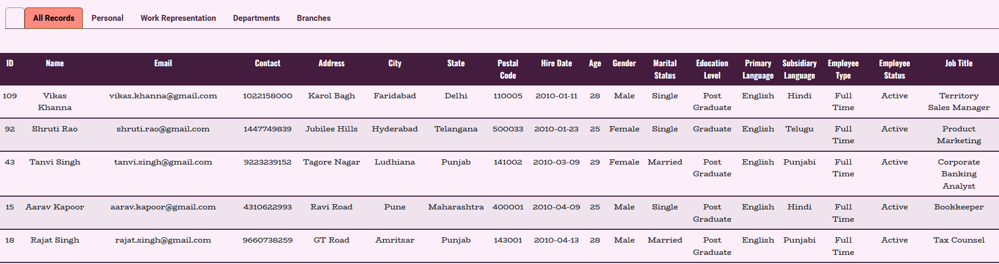 All Records Personal Work Representation Departments Branches
ID Name Email Contact Address City State Postal Code Hire Date Age Gender Marital Status Education Level Primary Language Subsidiary Language Employee Type Employee Status Job Title
109 Vikas Khanna vikas.khanna@gmail.com 1022158000 Karol Bagh Faridabad Delhi 110005 2010-01-11 28 Male Single Post Graduate English Hindi Full Time Active Territory Sales Manager
92 Shruti Rao shruti.rao@gmail.com 1447749839 Jubilee Hills Hyderabad Telangana 500033 2010-01-23 25 Female Single Graduate English Telugu Full Time Active Product Marketing
43 Tanvi Singh tanvi.singh@gmail.com 9223239152 Tagore Nagar Ludhiana Punjab 141002 2010-03-09 29 Female Married Post Graduate English Punjabi Full Time Active Corporate Banking Analyst
15 Aarav Kapoor aarav.kapoor@gmail.com 4310622993 Ravi Road Pune Maharashtra 400001 2010-04-09 25 Male Single Post Graduate English Hindi Full Time Active Bookkeeper
18 Rajat Singh rajat.singh@gmail.com 9660738259 GT Road Amritsar Punjab 143001 2010-04-13 28 Male Married Post Graduate English Punjabi Full Time Active Tax Counsel